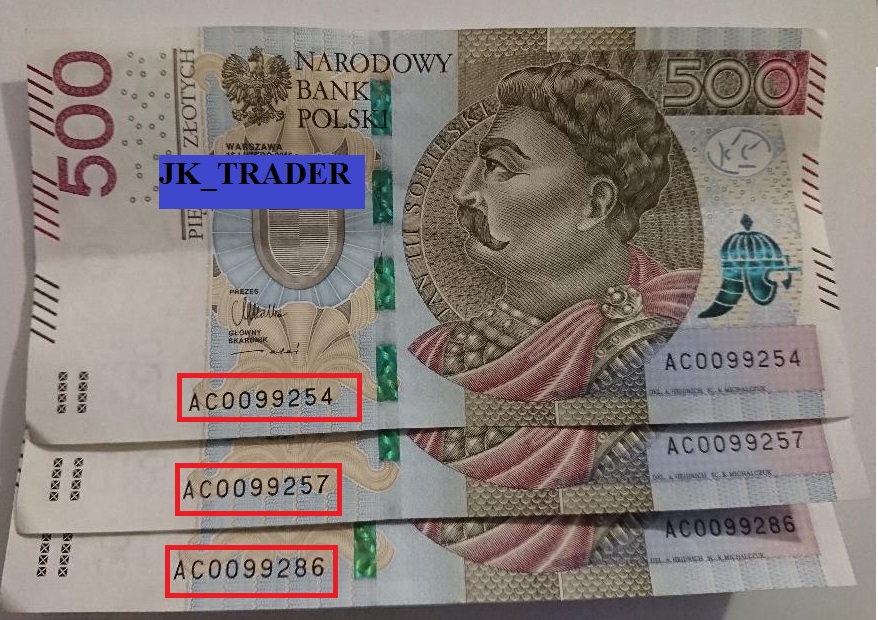 500
PIĘ
ZŁOTYCH
NARODOWY
BANK
POLSKI
WARSZAWA
JK_TRADER
PREZES
GŁÓWNY
SKARBNIK
JAN III SOBIESKI
500
AC0099254
AC0099254
AC0099257
AC0099257
AC0099286
AC0099286